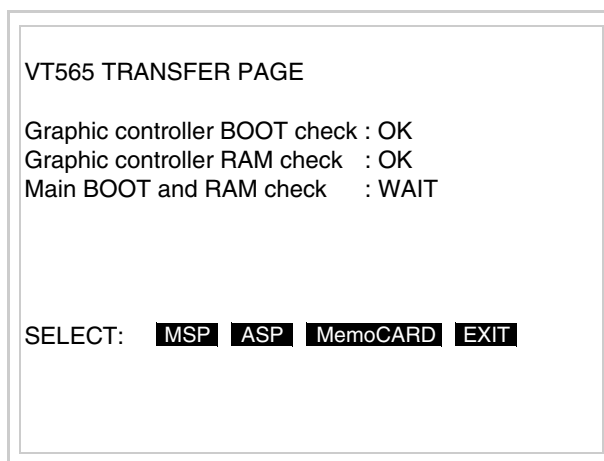 VT565 TRANSFER PAGE
Graphic controller BOOT check : OK
Graphic controller RAM check : OK
Main BOOT and RAM check : WAIT
SELECT: MSP ASP MemoCARD EXIT